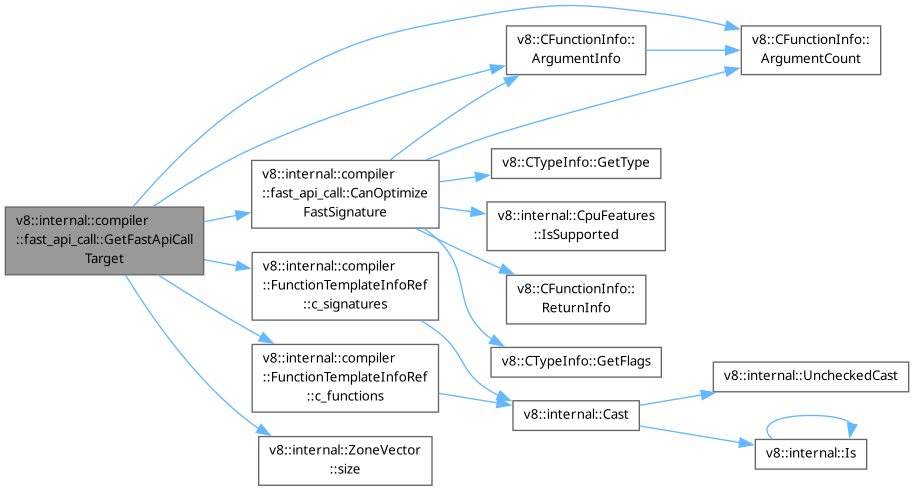 v8::internal::compiler
::fast_api_call::GetFastApiCall
Target
v8::internal::compiler
::fast_api_call::CanOptimize
FastSignature
v8::internal::compiler
::FunctionTemplateInfoRef
::c_signatures
v8::internal::compiler
::FunctionTemplateInfoRef
::c_functions
v8::internal::ZoneVector
::size
v8::CFunctionInfo::
ArgumentInfo
v8::CTypeInfo::GetType
v8::internal::CpuFeatures
::IsSupported
v8::CFunctionInfo::
ReturnInfo
v8::CTypeInfo::GetFlags
v8::internal::Cast
v8::CFunctionInfo::
ArgumentCount
v8::internal::UncheckedCast
v8::internal::Is